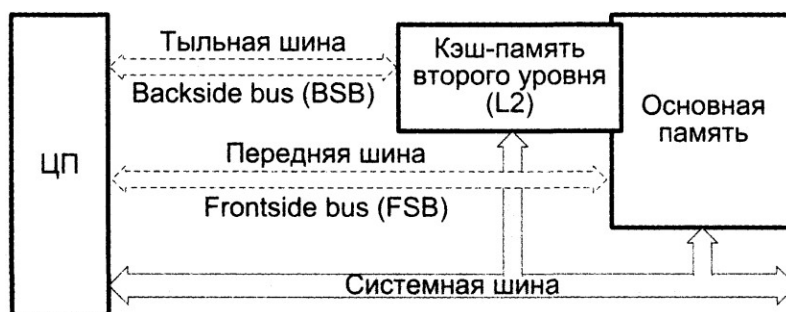 Тыльная шина
Backside bus (BSB)
Кэш-память
второго уровня
(L2)
Основная
память
ЦП
Передняя шина
Frontside bus (FSB)
Системная шина